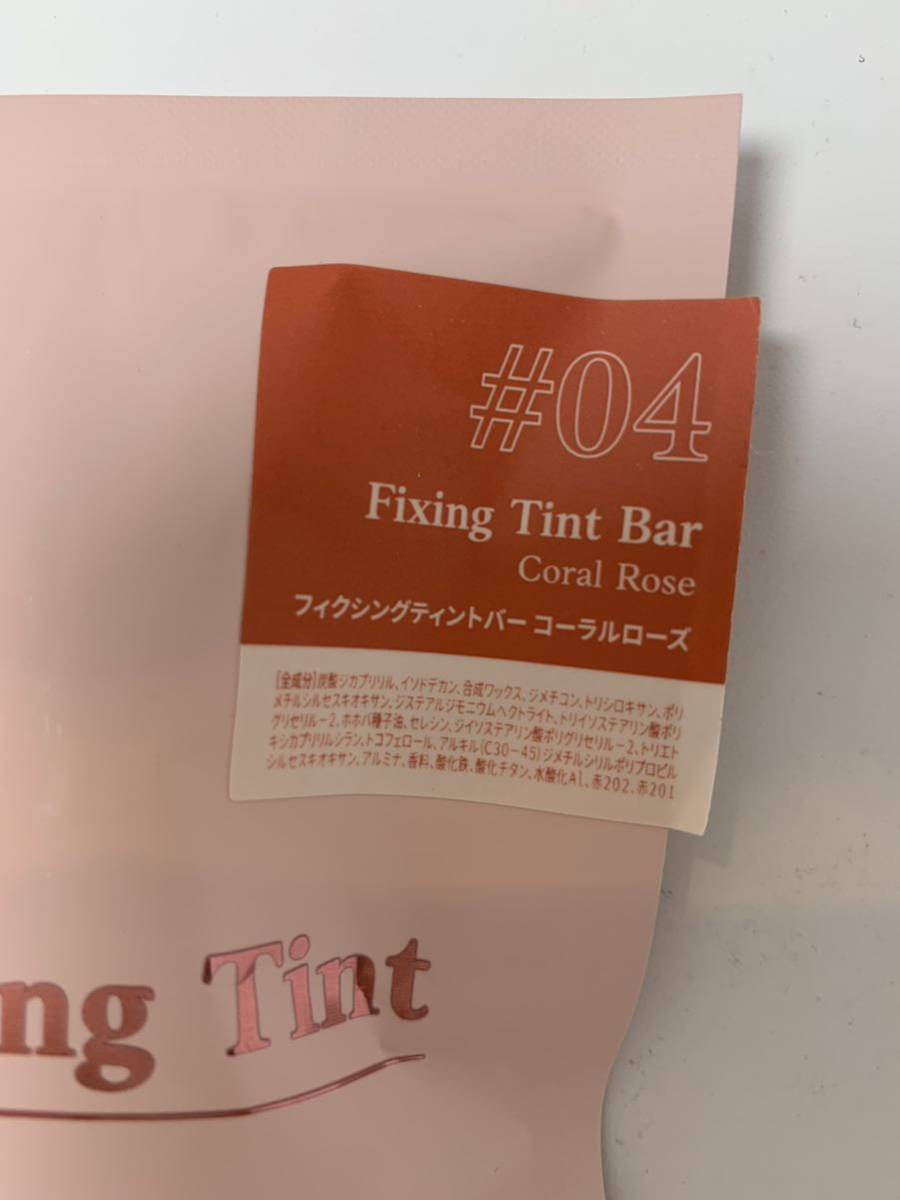 #04
Fixing Tint Bar
Coral Rose
フィクシングティントバー コーラルローズ
[全成分]炭酸ジカプリリル、イソドデカン、合成ワックス、ジメチコン、トリシロキサン、ポリ
メチルシルセスキオキサン、ジステアルジモニウムヘクトライト、トリイソステアリン酸ポリ
グリセリル－2、ホホバ種子油、セレシン、ジイソステアリン酸ポリグリセリル－2、トリエト
キシカプリリルシラン、トコフェロール、アルキル(C30－45)ジメチルシリルポリプロピル
シルセスキオキサン、アルミナ、香料、酸化鉄、酸化チタン、水酸化Al、赤202、赤201
ng Tint